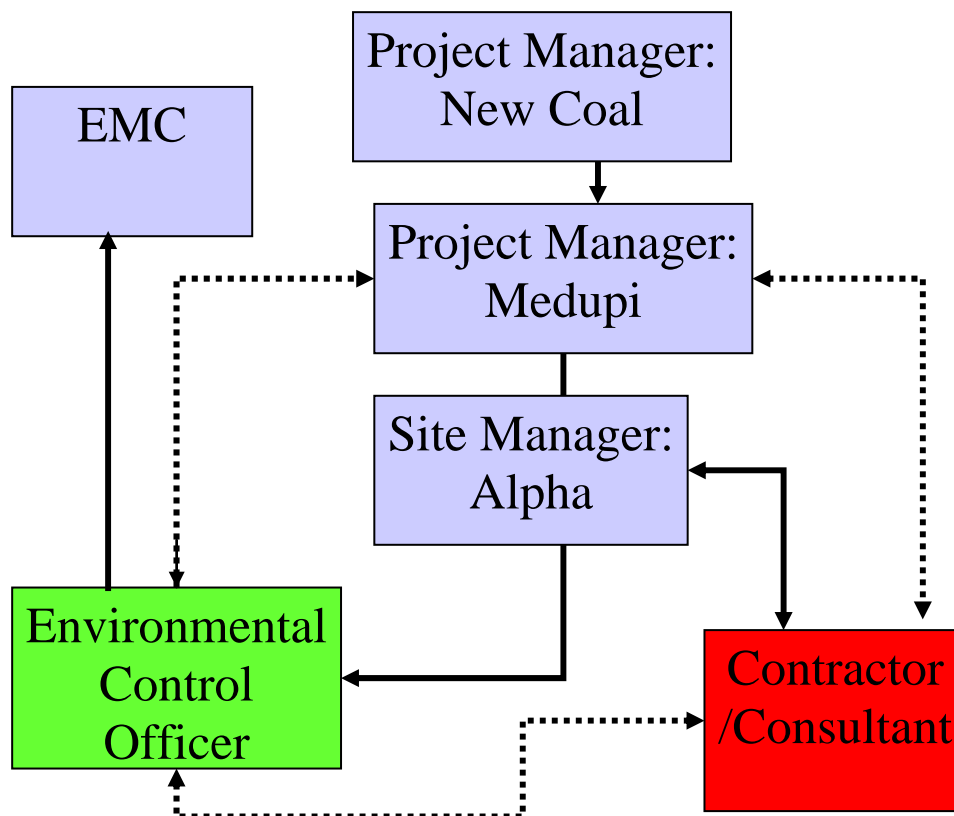 Project Manager:
New Coal
EMC
Project Manager:
Medupi
Site Manager:
Alpha
Environmental
Control
Officer
Contractor
/Consultant